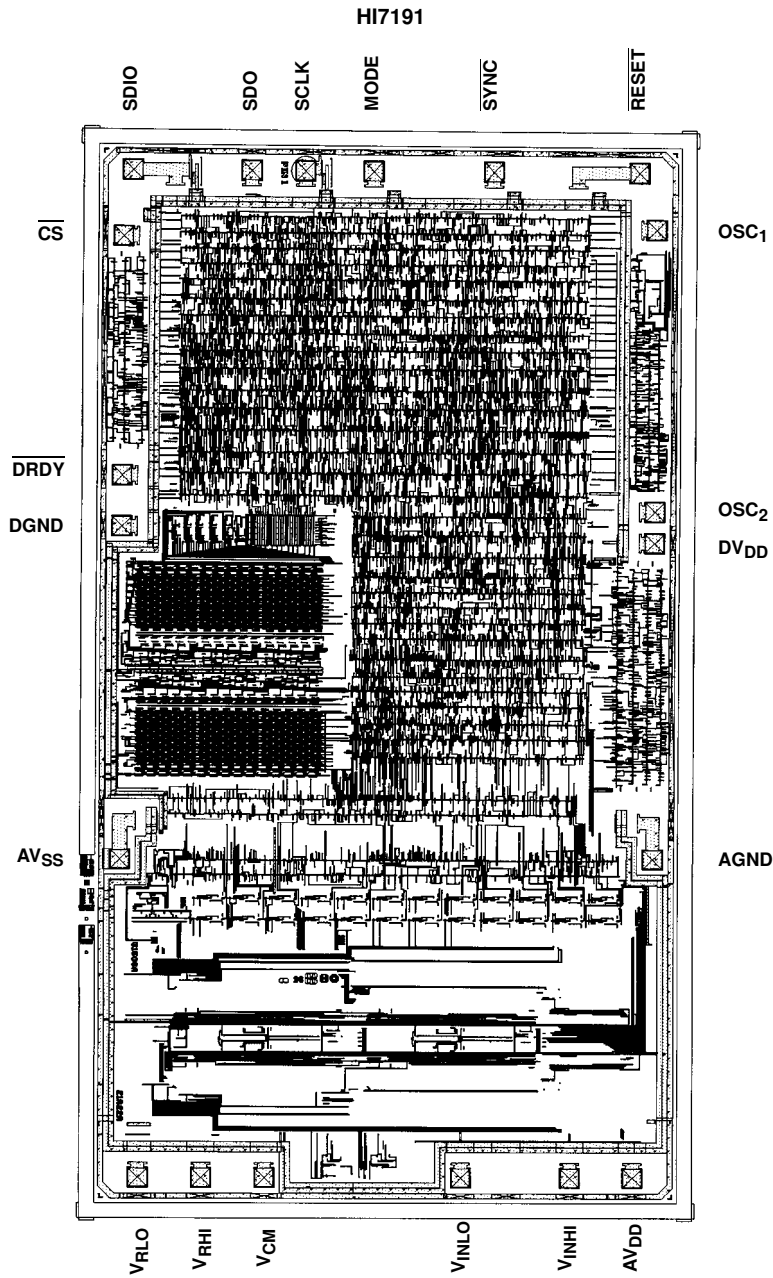 HI7191
SDIO
SDO
SCLK
MODE
SYNC
RESET
CS
OSC1
DRDY
DGND
OSC2
DVDD
AVSS
AGND
VRLO
VRHI
VCM
VINLO
VINHI
AVDD